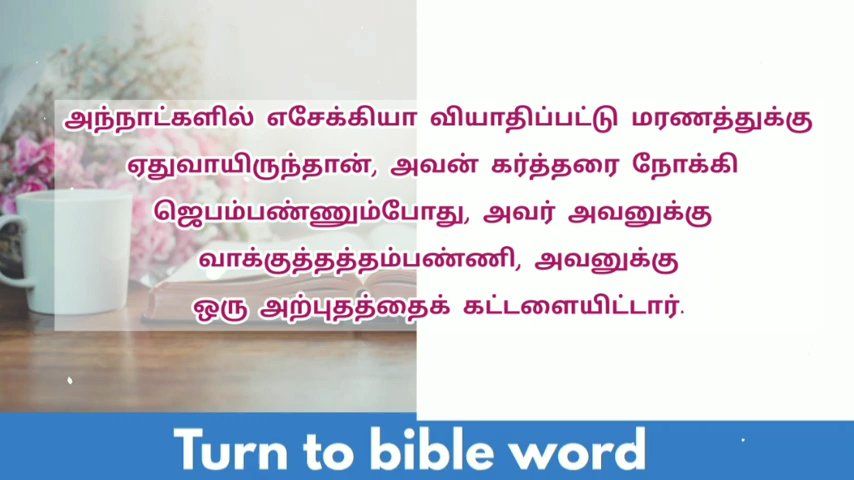 அந்நாட்களில் எசேக்கியா வியாதிப்பட்டு மரணத்துக்கு
ஏதுவாயிருந்தான், அவன் கர்த்தரை நோக்கி
ஜெபம்பண்ணும்போது, அவர் அவனுக்கு
வாக்குத்தத்தம்பண்ணி, அவனுக்கு
ஒரு அற்புதத்தைக் கட்டளையிட்டார்.
Turn to bible word